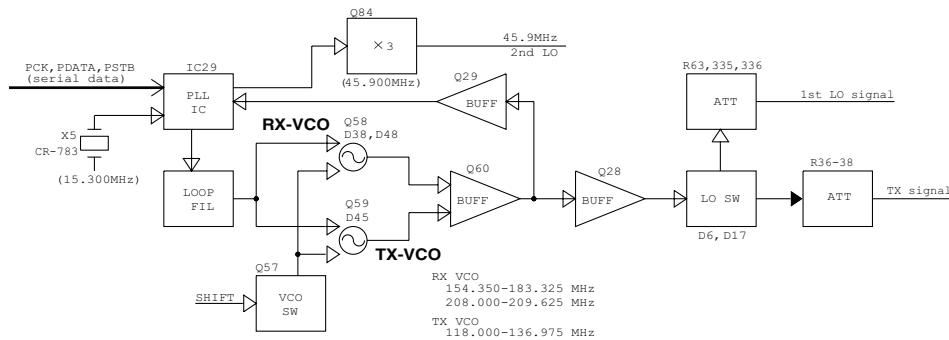 Q84
×3
45.9MHz
2nd LO
(45.900MHz)
PCK,PDATA,PSTB
(serial data)
IC29
PLL
IC
Q29
BUFF
R63,335,336
ATT
1st LO signal
X5
CR-783
(15.300MHz)
RX-VCO
Q58
D38,D48
LOOP
FIL
Q60
BUFF
Q28
BUFF
LO SW
D6,D17
R36-38
ATT
TX signal
Q59
D45
TX-VCO
Q57
VCO
SW
SHIFT
RX VCO
154.350-183.325 MHz
208.000-209.625 MHz
TX VCO
118.000-136.975 MHz